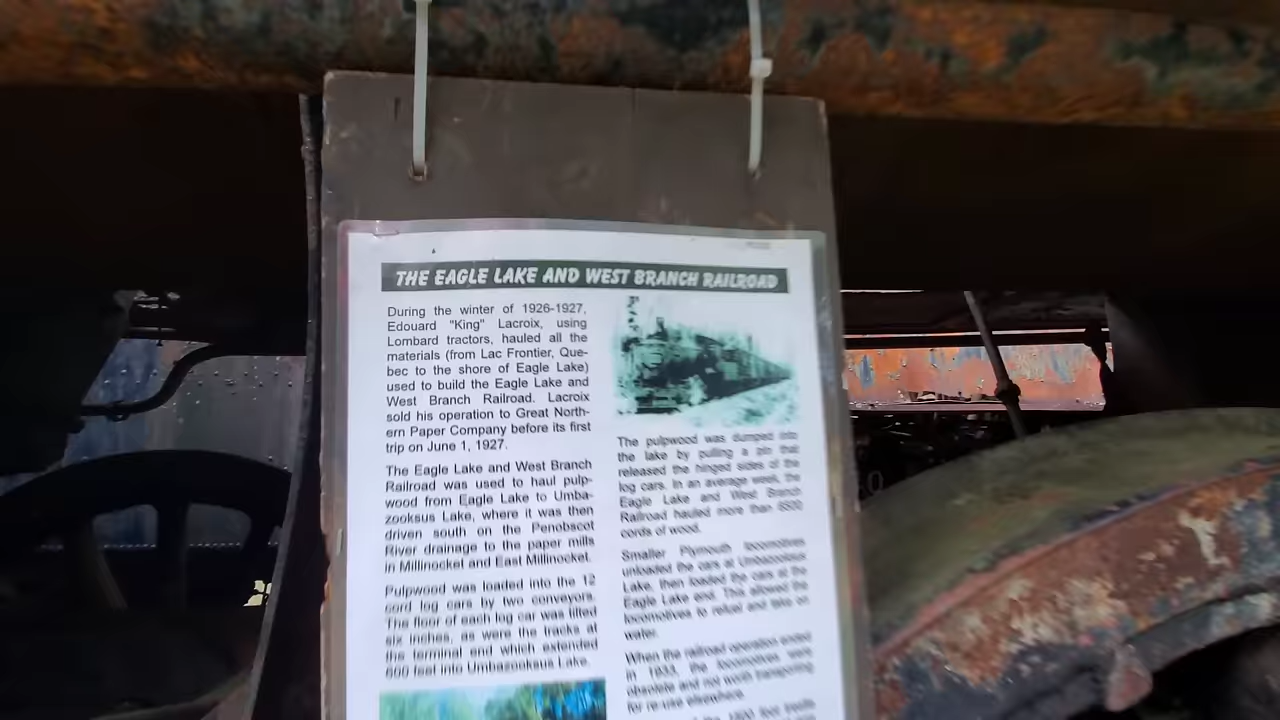 THE EAGLE LAKE AND WEST BRANCH RAILROAD
During the winter of 1926-1927,
Edouard "King" Lacroix, using
Lombard tractors, hauled all the
materials (from Lac Frontier, Que-
bec to the shore of Eagle Lake)
used to build the Eagle Lake and
West Branch Railroad. Lacroix
sold his operation to Great North-
ern Paper Company before its first
trip on June 1, 1927.
The Eagle Lake and West Branch
Railroad was used to haul pulp-
wood from Eagle Lake to Umba-
zooksus Lake, where it was then
driven south on the Penobscot
River drainage to the paper mills
in Millinocket and East Millinocket.
Pulpwood was loaded into the 12
cord log cars by two conveyors.
The floor of each log car was tilted
six inches, as were the tracks at
the terminal end which extended
600 feet into Umbazooksus Lake.
The pulpwood was dumped into
the lake by pulling a pin that
released the hinged sides of the
log cars. In an average week, the
Eagle Lake and West Branch
Railroad hauled more than 6500
cords of wood.
Smaller Plymouth locomotives
unloaded the cars at Umbazooksus
Lake, then loaded the cars at the
Eagle Lake end. This allowed the
locomotives to refuel and take on
water.
When the railroad operation ended
in 1933, the locomotives were
obsolete and not worth transporting
for re-use elsewhere.